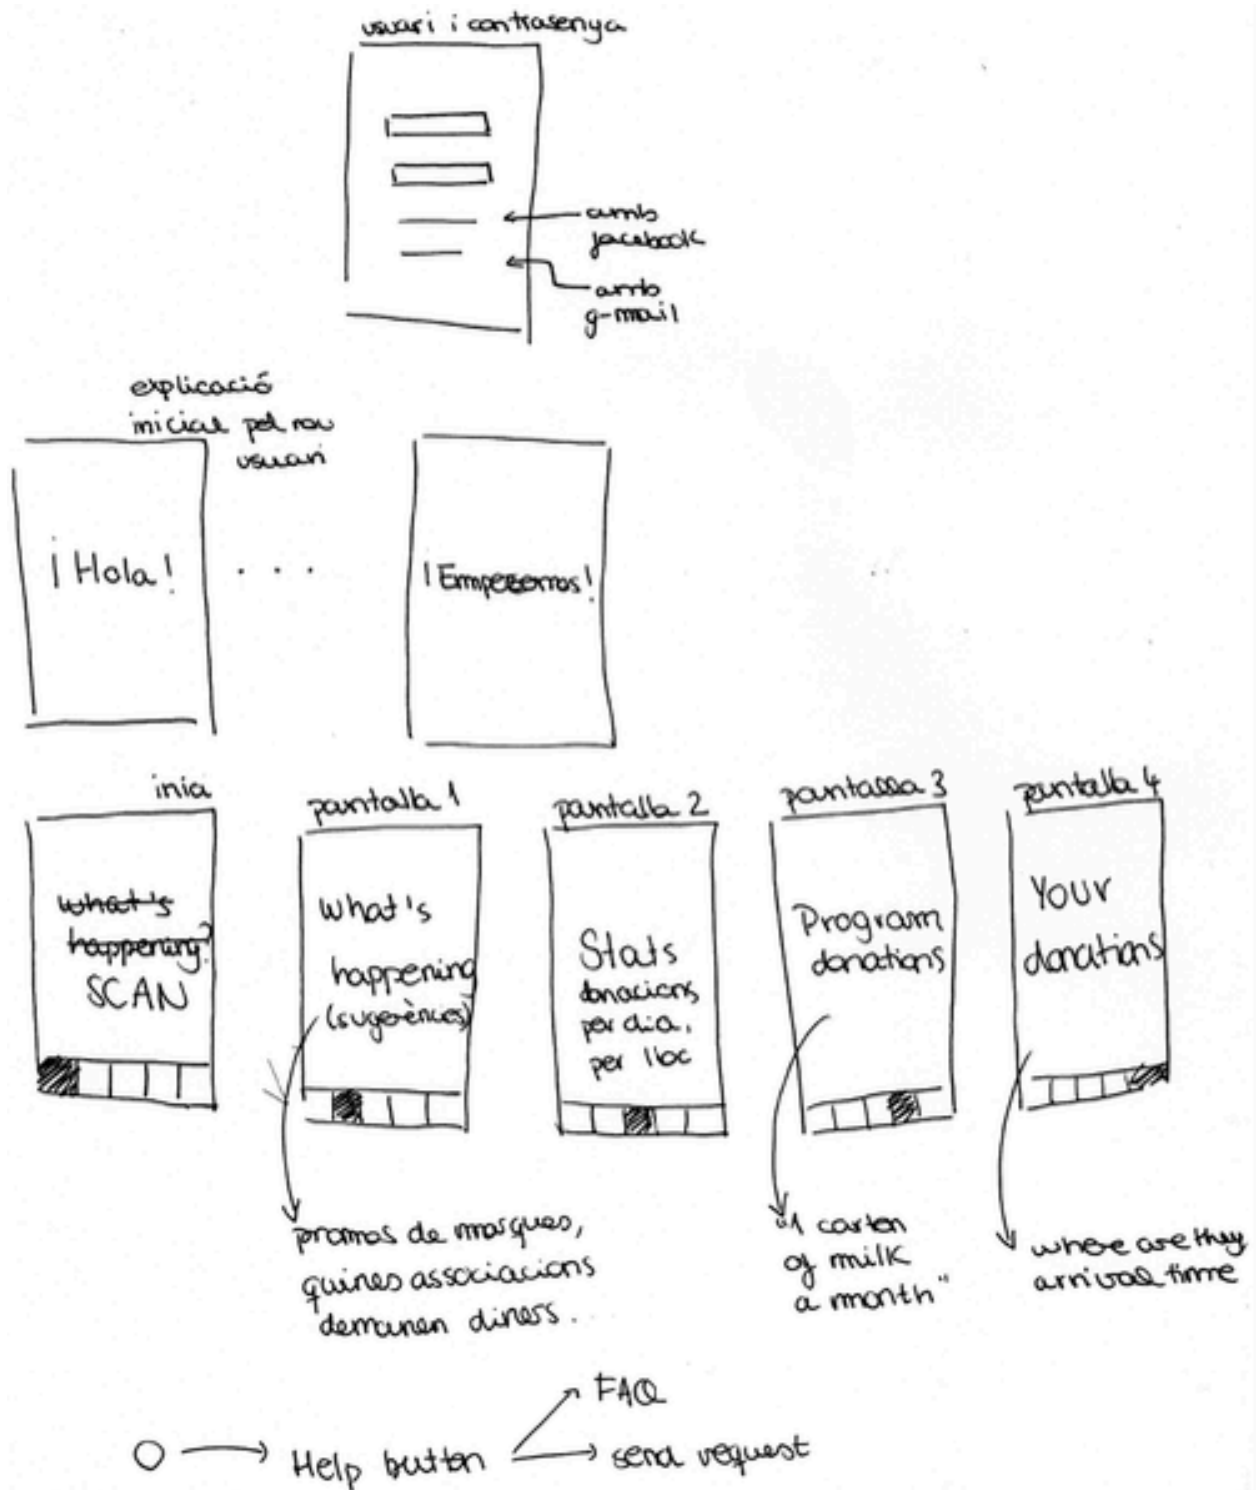 usuari i contrasenya
amb
facebook
amb
g-mail
explicació
inicial pel nou
usuari
¡Hola!
. . .
¡Empezemos!
inici
what's
happening?
SCAN
pantalla 1
What's
happening
(sugerències)
pantalla 2
Stats
donacions
per dia,
per lloc
pantalla 3
Program
donations
pantalla 4
Your
donations
promos de marques,
quines associacions
demanen diners.
"1 carton
of milk
a month"
where are they
arrival time
FAQ
Help button
send request